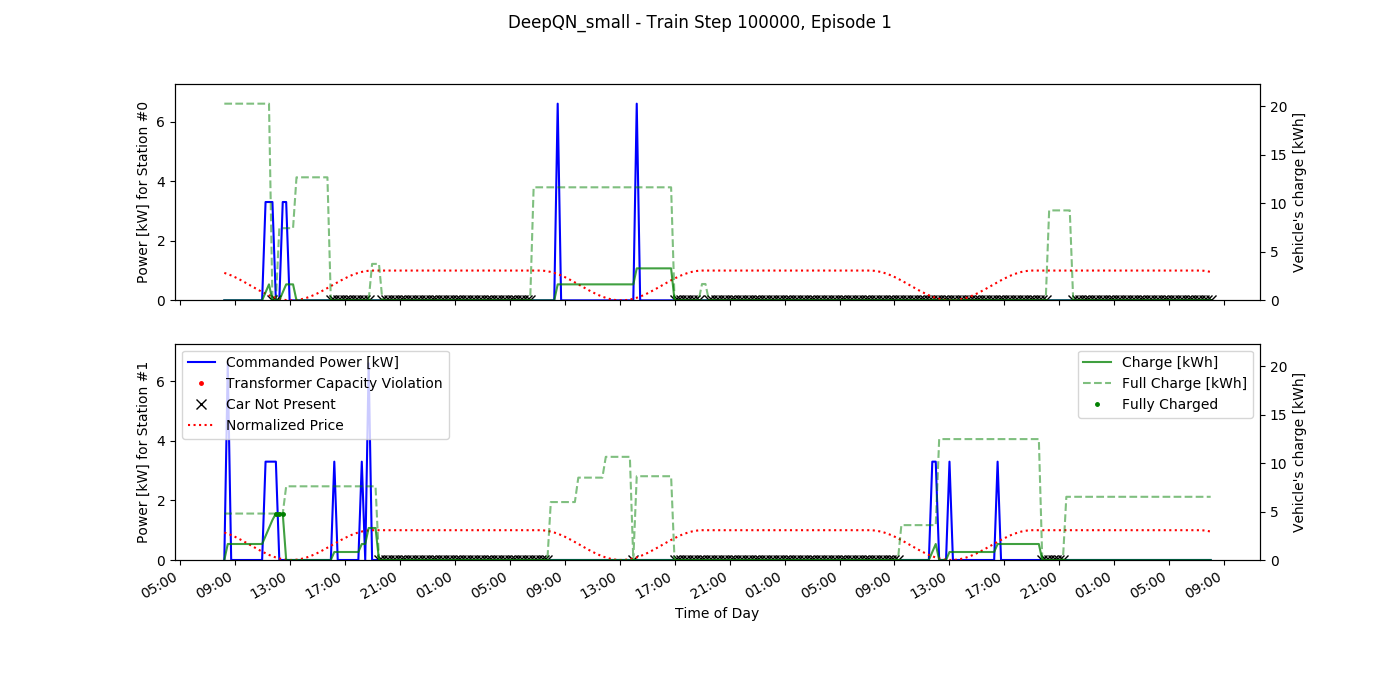 DeepQN_small - Train Step 100000, Episode 1
Power [kW] for Station #0
6
4
2
0
20
15
10
5
0
Vehicle's charge [kWh]
Power [kW] for Station #1
6
4
2
0
Commanded Power [kW]
Transformer Capacity Violation
Car Not Present
Normalized Price
Charge [kWh]
Full Charge [kWh]
Fully Charged
20
15
10
5
0
Vehicle's charge [kWh]
05:00 09:00 13:00 17:00 21:00 01:00 05:00 09:00 13:00 17:00 21:00 01:00 05:00 09:00 13:00 17:00 21:00 01:00 05:00 09:00
Time of Day